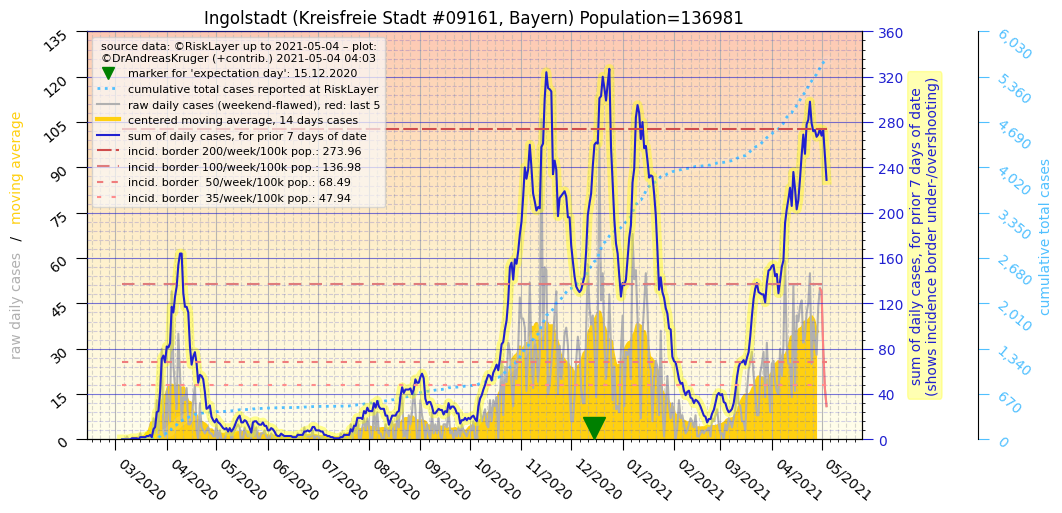 Ingolstadt (Kreisfreie Stadt #09161, Bayern) Population=136981
source data: ©RiskLayer up to 2021-05-04 – plot:
©DrAndreasKruger (+contrib.) 2021-05-04 04:03
marker for 'expectation day': 15.12.2020
cumulative total cases reported at RiskLayer
raw daily cases (weekend-flawed), red: last 5
centered moving average, 14 days cases
sum of daily cases, for prior 7 days of date
incid. border 200/week/100k pop.: 273.96
incid. border 100/week/100k pop.: 136.98
incid. border 50/week/100k pop.: 68.49
incid. border 35/week/100k pop.: 47.94
raw daily cases / moving average
135
120
105
90
75
60
45
30
15
0
03/2020
04/2020
05/2020
06/2020
07/2020
08/2020
09/2020
10/2020
11/2020
12/2020
01/2021
02/2021
03/2021
04/2021
05/2021
360
320
280
240
200
160
120
80
40
0
sum of daily cases, for prior 7 days of date
(shows incidence border under-/overshooting)
6,030
5,360
4,690
4,020
3,350
2,680
2,010
1,340
670
0
cumulative total cases